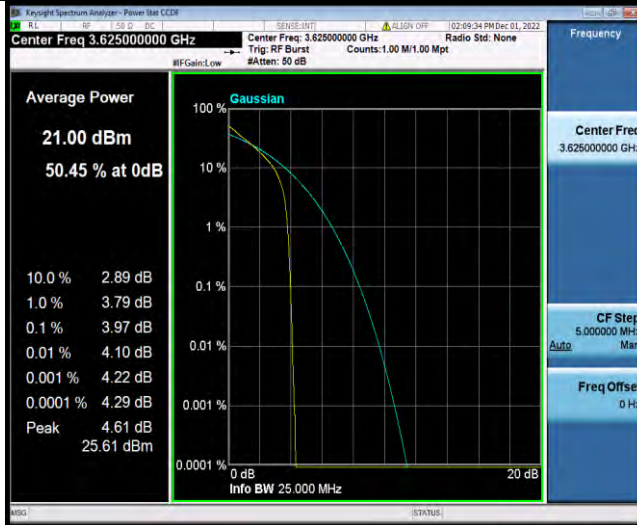 Keysight Spectrum Analyzer - Power Stat CCDF
RL RF 50 Ω DC SENSE:INT ALIGN OFF 02:09:34 PM Dec 01, 2022
Center Freq 3.625000000 GHz
Center Freq: 3.625000000 GHz Radio Std: None
Trig: RF Burst Counts:1.00 M/1.00 Mpt
#IFGain:Low #Atten: 50 dB
Frequency
Average Power
21.00 dBm
50.45 % at 0dB
10.0 % 2.89 dB
1.0 % 3.79 dB
0.1 % 3.97 dB
0.01 % 4.10 dB
0.001 % 4.22 dB
0.0001 % 4.29 dB
Peak 4.61 dB
25.61 dBm
Gaussian
100 %
10 %
1 %
0.1 %
0.01 %
0.001 %
0.0001 %
0 dB 20 dB
Info BW 25.000 MHz
Center Freq
3.625000000 GHz
CF Step
5.000000 MHz
Auto Man
Freq Offse
0 Hz
MSG STATUS